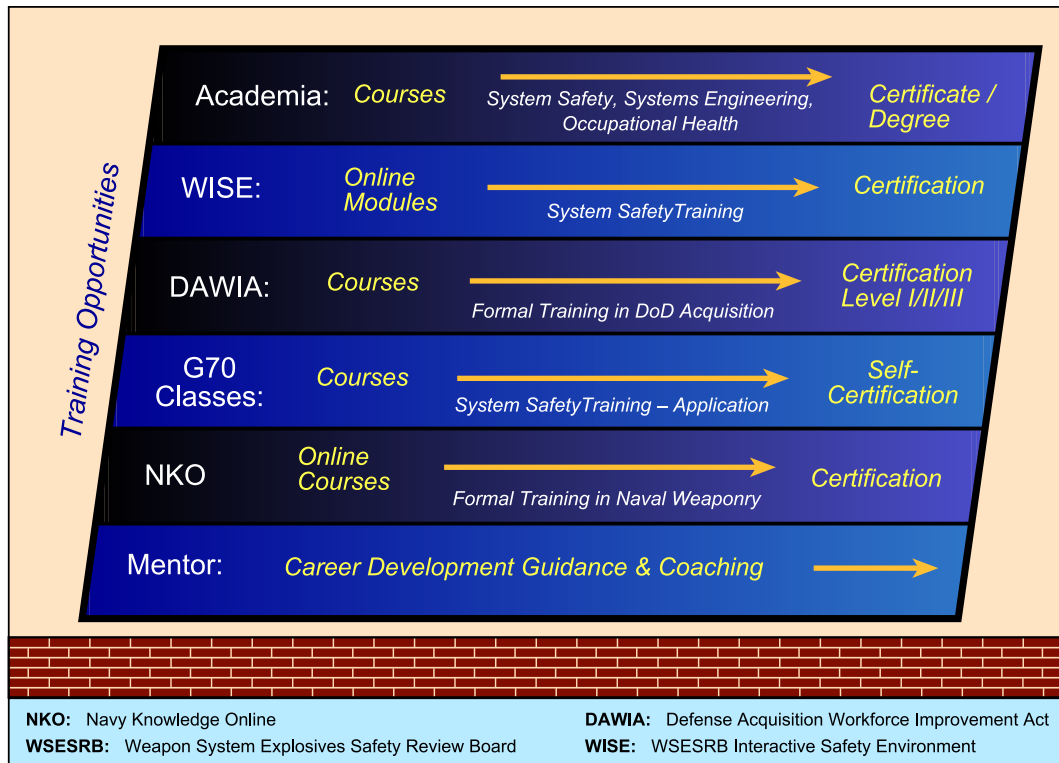 Training Opportunities
Academia: Courses System Safety, Systems Engineering, Certificate /
Occupational Health Degree
WISE: Online Modules System SafetyTraining Certification
DAWIA: Courses Formal Training in DoD Acquisition Certification
Level I/II/III
G70 Classes: Courses System SafetyTraining – Application Self-
Certification
NKO Online Courses Formal Training in Naval Weaponry Certification
Mentor: Career Development Guidance & Coaching
NKO: Navy Knowledge Online
DAWIA: Defense Acquisition Workforce Improvement Act
WSESRB: Weapon System Explosives Safety Review Board
WISE: WSESRB Interactive Safety Environment